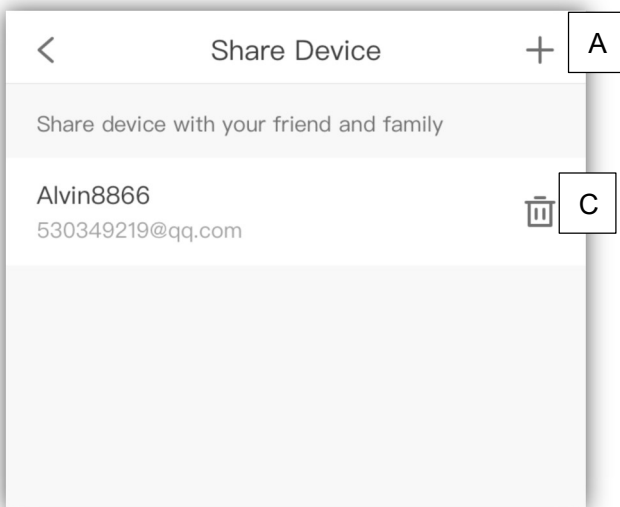 Share Device
A
Share device with your friend and family
Alvin8866
530349219@qq.com
C